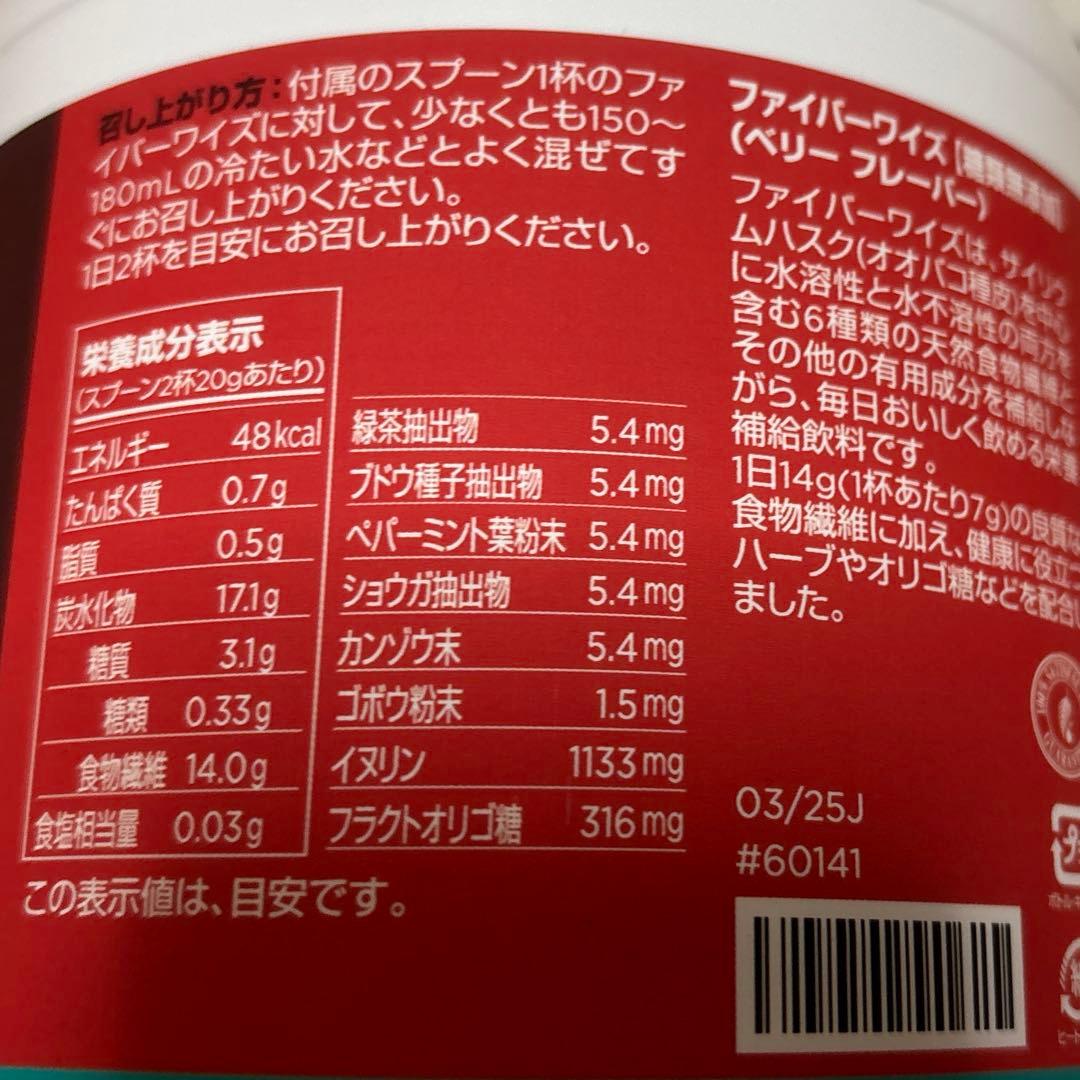 召し上がり方：付属のスプーン1杯のファ
イバーワイズに対して、少なくとも150～
180mLの冷たい水などとよく混ぜてす
ぐにお召し上がりください。
1日2杯を目安にお召し上がりください。
栄養成分表示
(スプーン2杯20gあたり)
エネルギー 48kcal
たんぱく質 0.7g
脂質 0.5g
炭水化物 17.1g
糖質 3.1g
糖類 0.33g
食物繊維 14.0g
食塩相当量 0.03g
緑茶抽出物 5.4mg
ブドウ種子抽出物 5.4mg
ペパーミント葉粉末 5.4mg
ショウガ抽出物 5.4mg
カンゾウ末 5.4mg
ゴボウ粉末 1.5mg
イヌリン 1133mg
フラクトオリゴ糖 316mg
この表示値は、目安です。
ファイバーワイズ
(ベリー フレーバー)
ファイバーワイズは、サイリウ
ムハスク(オオバコ種皮)を中心
に水溶性と水不溶性の両方を
含む6種類の天然食物繊維と
その他の有用成分を補給しな
がら、毎日おいしく飲める栄養
補給飲料です。
1日14g(1杯あたり7g)の良質な
食物繊維に加え、健康に役立つ
ハーブやオリゴ糖などを配合し
ました。
03/25J
#60141